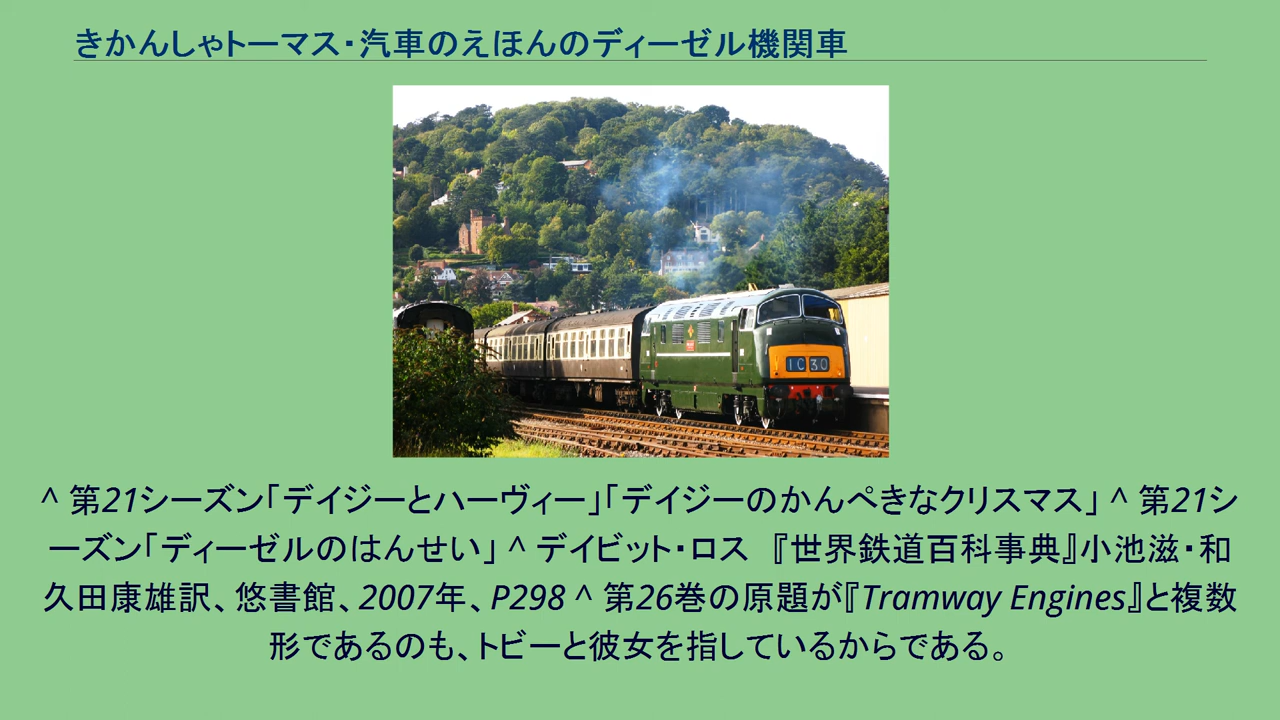 きかんしゃトーマス・汽車のえほんのディーゼル機関車
1C30
^ 第21シーズン「デイジーとハーヴィー」「デイジーのかんぺきなクリスマス」 ^ 第21シ
ーズン「ディーゼルのはんせい」 ^ デイビット・ロス　『世界鉄道百科事典』小池滋・和
久田康雄訳、悠書館、2007年、P298 ^ 第26巻の原題が『Tramway Engines』と複数
形であるのも、トビーと彼女を指しているからである。